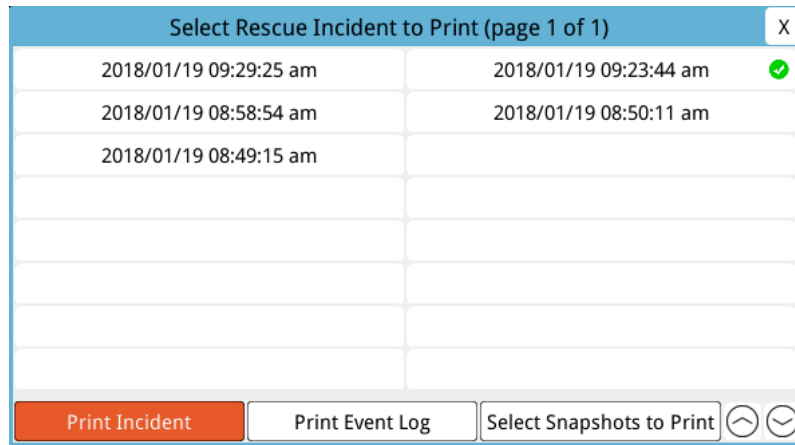 Select Rescue Incident to Print (page 1 of 1) X
2018/01/19 09:29:25 am 2018/01/19 09:23:44 am
2018/01/19 08:58:54 am 2018/01/19 08:50:11 am
2018/01/19 08:49:15 am
Print Incident Print Event Log Select Snapshots to Print